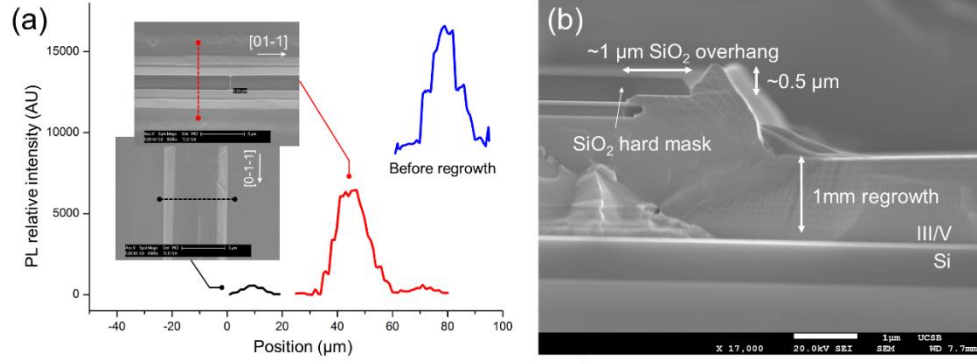 (a)
PL relative intensity (AU)
15000
10000
5000
0
-40 -20 0 20 40 60 80 100
Position (µm)
[01-1]
[0-1-1]
Before regrowth
(b)
~1 µm SiO2 overhang
~0.5 µm
SiO2 hard mask
1mm regrowth
III/V
Si
1µm UCSB
X 17,000 20.0kV SEI SEM WD 7.7mm